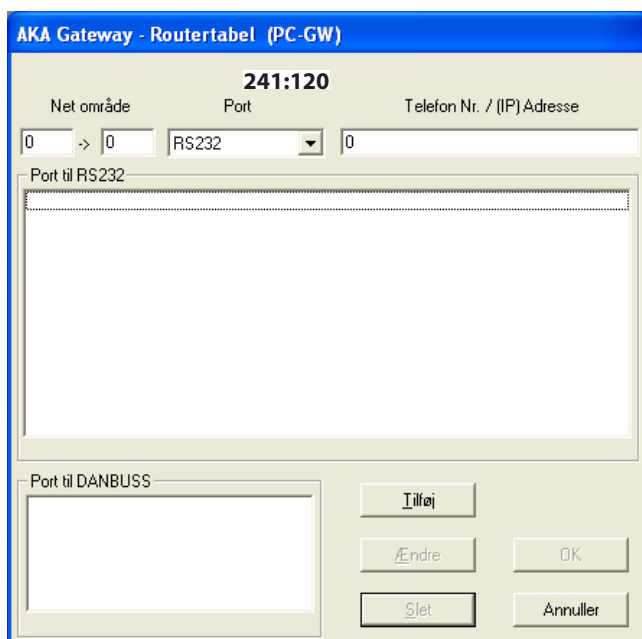 AKA Gateway - Routertabel (PC-GW)
241:120
Net område Port Telefon Nr. / (IP) Adresse
0 -> 0 RS232 0
Port til RS232
Port til DANBUSS
Tilføj
Ændre OK
Slet Annuller